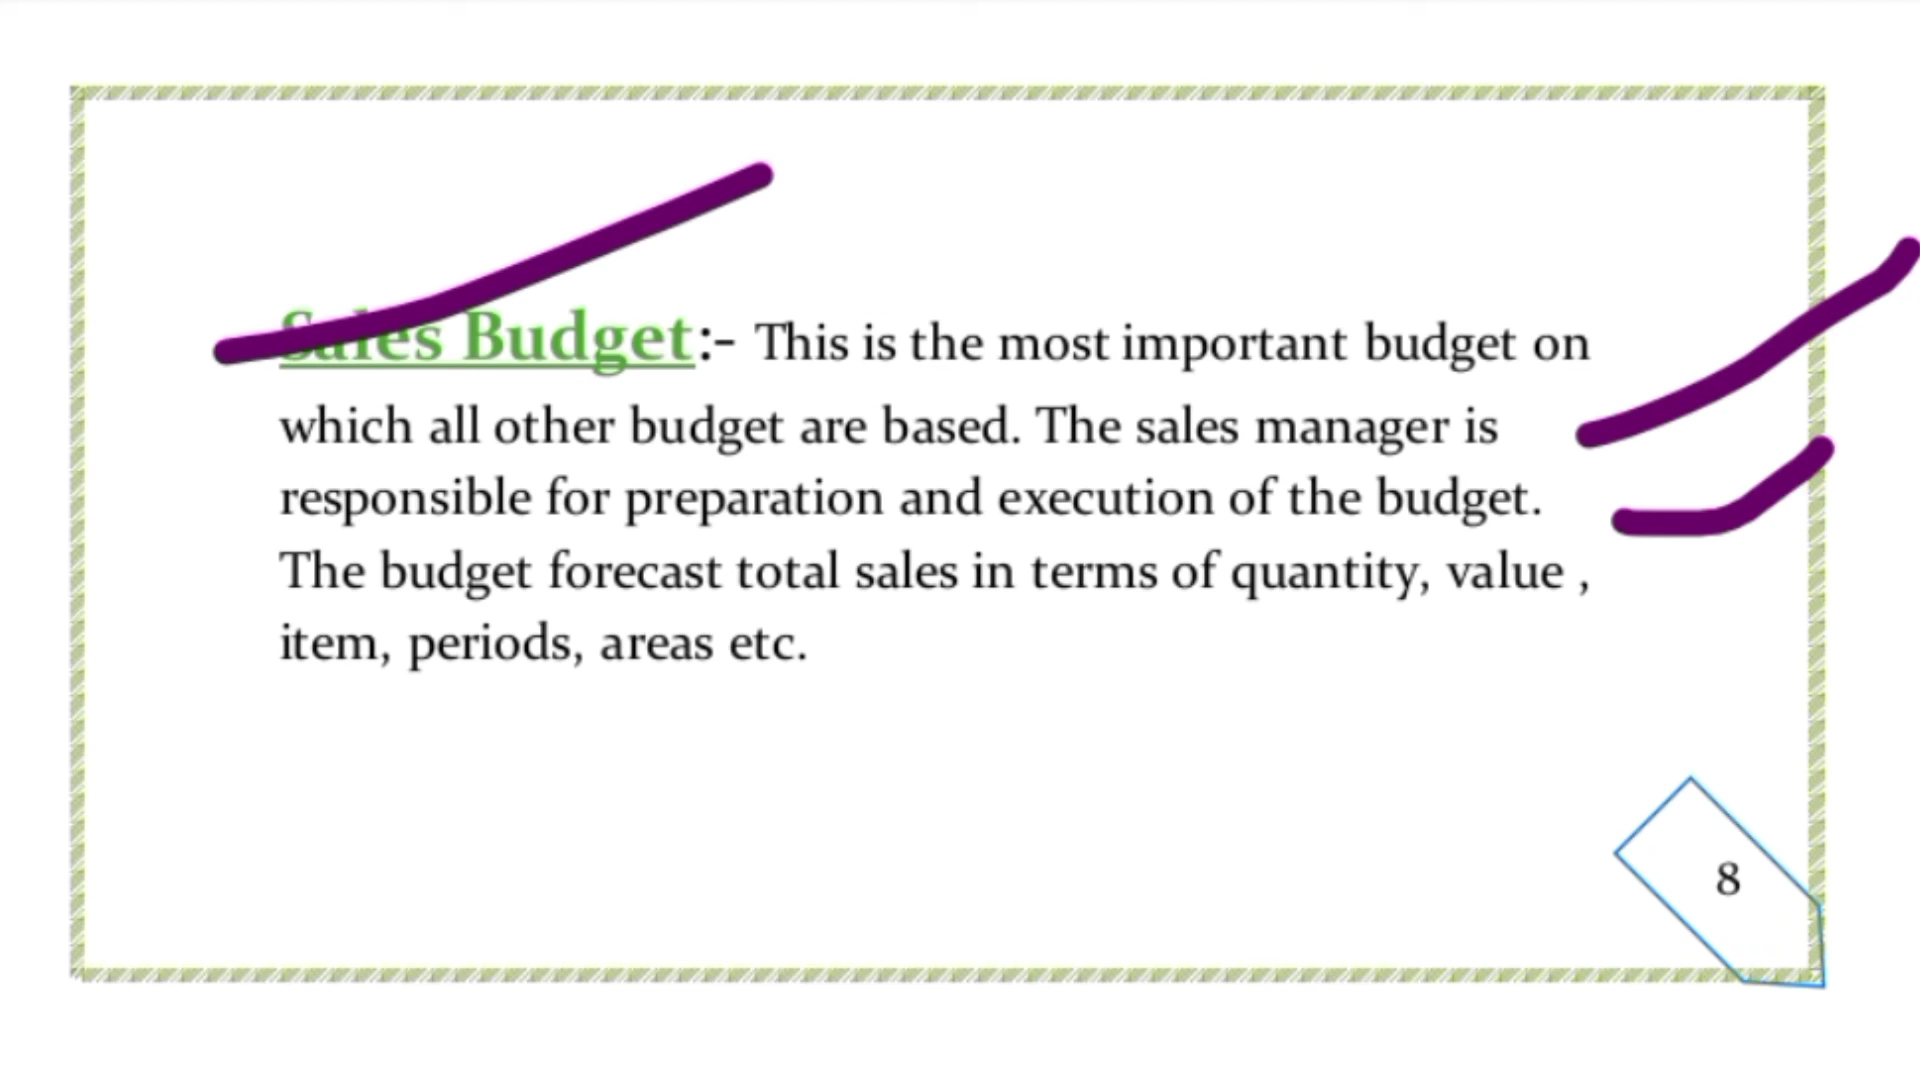 Sales Budget:- This is the most important budget on
which all other budget are based. The sales manager is
responsible for preparation and execution of the budget.
The budget forecast total sales in terms of quantity, value ,
item, periods, areas etc.
8